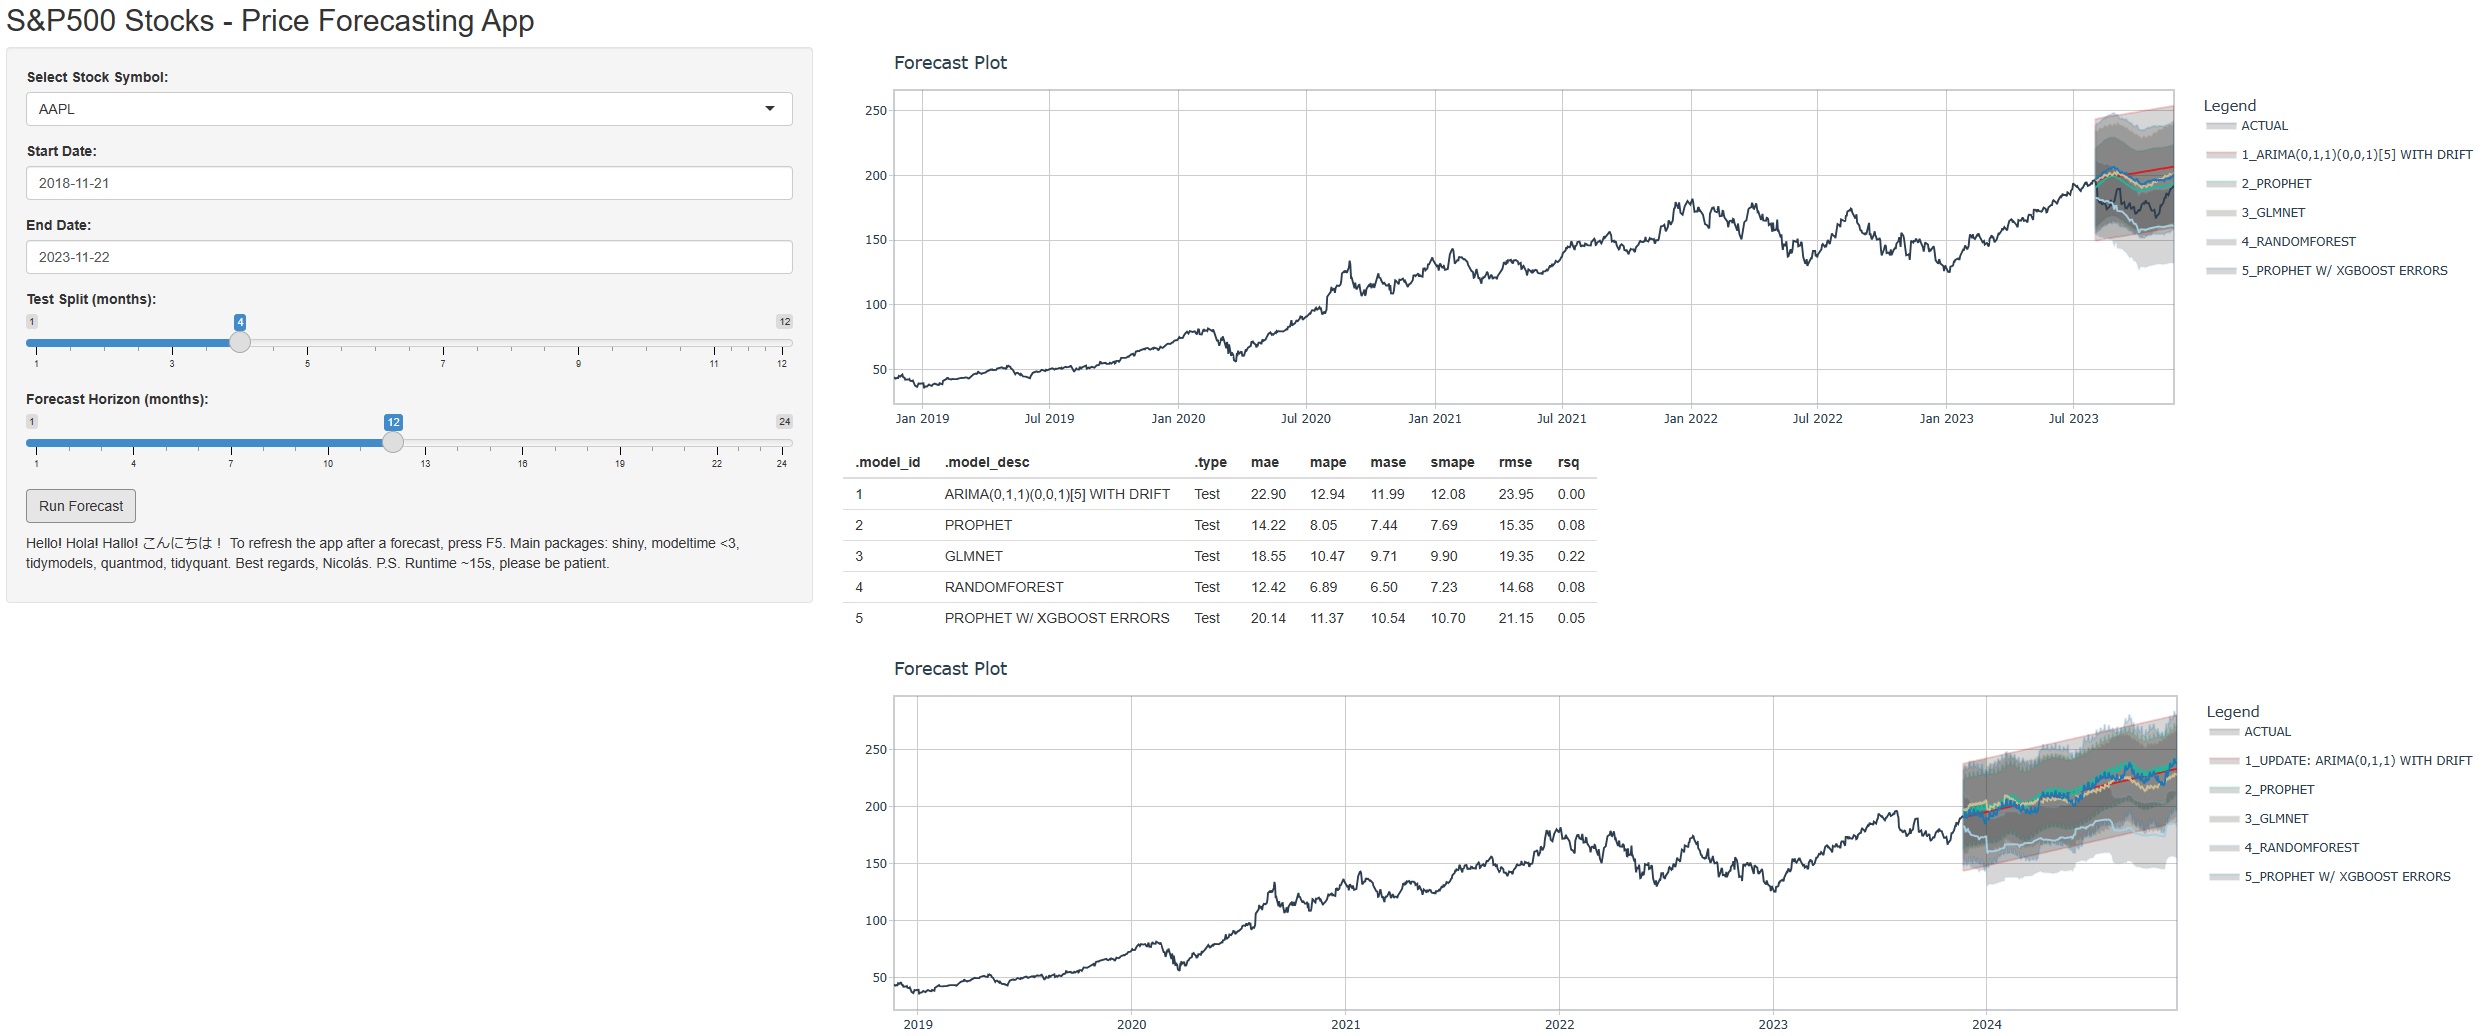 S&P500 Stocks - Price Forecasting App
Select Stock Symbol:
AAPL
Start Date:
2018-11-21
End Date:
2023-11-22
Test Split (months):
1 4 12
1 3 5 7 9 11 12
Forecast Horizon (months):
1 12 24
1 4 7 10 13 16 19 22 24
Run Forecast
Hello! Hola! Hallo! こんにちは！ To refresh the app after a forecast, press F5. Main packages: shiny, modeltime <3,
tidymodels, quantmod, tidyquant. Best regards, Nicolás. P.S. Runtime ~15s, please be patient.
Forecast Plot
250
200
150
100
50
Jan 2019 Jul 2019 Jan 2020 Jul 2020 Jan 2021 Jul 2021 Jan 2022 Jul 2022 Jan 2023 Jul 2023
Legend
ACTUAL
1_ARIMA(0,1,1)(0,0,1)[5] WITH DRIFT
2_PROPHET
3_GLMNET
4_RANDOMFOREST
5_PROPHET W/ XGBOOST ERRORS
.model_id .model_desc .type mae mape mase smape rmse rsq
1 ARIMA(0,1,1)(0,0,1)[5] WITH DRIFT Test 22.90 12.94 11.99 12.08 23.95 0.00
2 PROPHET Test 14.22 8.05 7.44 7.69 15.35 0.08
3 GLMNET Test 18.55 10.47 9.71 9.90 19.35 0.22
4 RANDOMFOREST Test 12.42 6.89 6.50 7.23 14.68 0.08
5 PROPHET W/ XGBOOST ERRORS Test 20.14 11.37 10.54 10.70 21.15 0.05
Forecast Plot
250
200
150
100
50
2019 2020 2021 2022 2023 2024
Legend
ACTUAL
1_UPDATE: ARIMA(0,1,1) WITH DRIFT
2_PROPHET
3_GLMNET
4_RANDOMFOREST
5_PROPHET W/ XGBOOST ERRORS